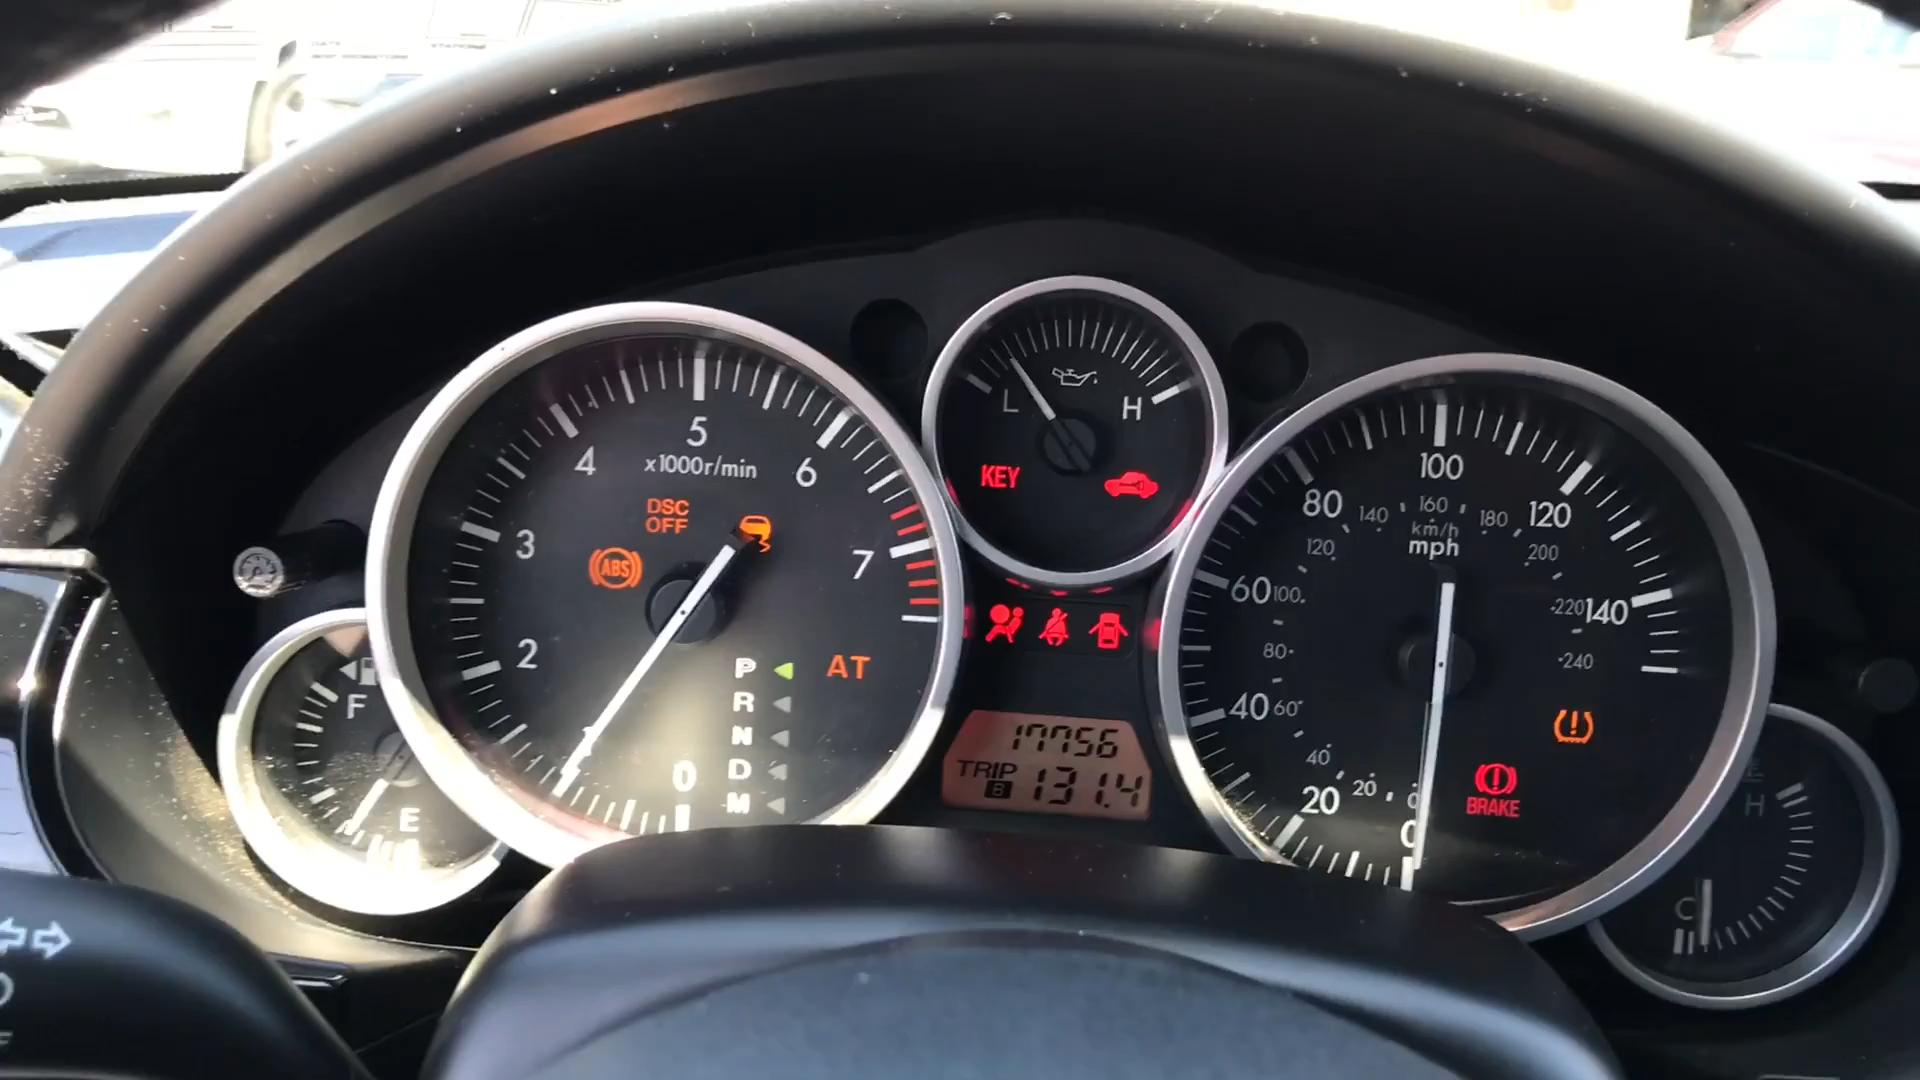 5
4
x1000r/min
6
DSC
OFF
3
ABS
7
2
P
AT
R
N
D
M
1
0
F
E
L
H
KEY
17756
TRIP
B 131.4
100
80
140
160
180
120
km/h
mph
120
200
60
100
220
140
80
240
40
60
40
20
20
0
0
BRAKE
H
C